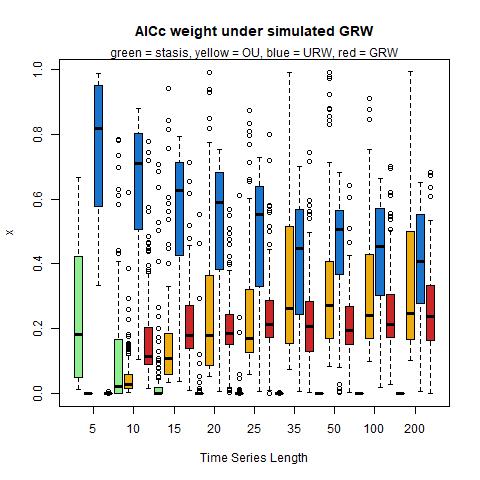 AICc weight under simulated GRW
green = stasis, yellow = OU, blue = URW, red = GRW
1.0
0.8
0.6
x
0.4
0.2
0.0
5 10 15 20 25 35 50 100 200
Time Series Length